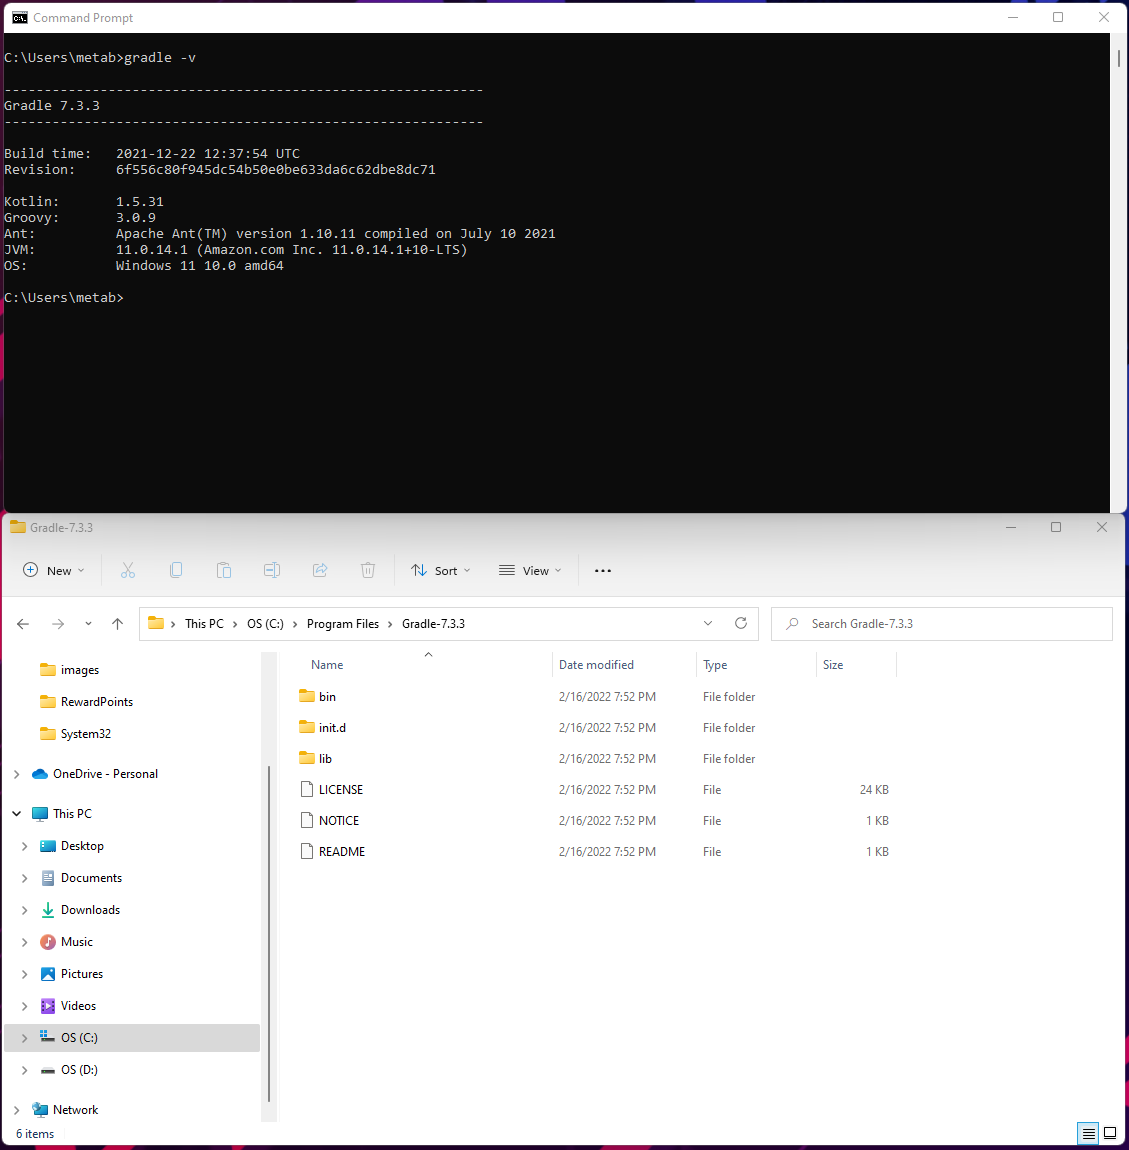 Command Prompt
C:\Users\metab>gradle -v
------------------------------------------------------------
Gradle 7.3.3
------------------------------------------------------------
Build time:   2021-12-22 12:37:54 UTC
Revision:     6f556c80f945dc54b50e0be633da6c62dbe8dc71
Kotlin:       1.5.31
Groovy:       3.0.9
Ant:          Apache Ant(TM) version 1.10.11 compiled on July 10 2021
JVM:          11.0.14.1 (Amazon.com Inc. 11.0.14.1+10-LTS)
OS:           Windows 11 10.0 amd64
C:\Users\metab>
Gradle-7.3.3
New Sort View
This PC > OS (C:) > Program Files > Gradle-7.3.3 Search Gradle-7.3.3
images
RewardPoints
System32
OneDrive - Personal
This PC
Desktop
Documents
Downloads
Music
Pictures
Videos
OS (C:)
OS (D:)
Network
Name Date modified Type Size
bin 2/16/2022 7:52 PM File folder
init.d 2/16/2022 7:52 PM File folder
lib 2/16/2022 7:52 PM File folder
LICENSE 2/16/2022 7:52 PM File 24 KB
NOTICE 2/16/2022 7:52 PM File 1 KB
README 2/16/2022 7:52 PM File 1 KB
6 items